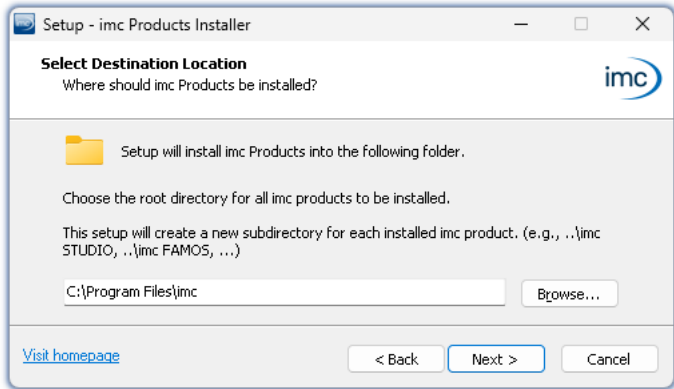 Setup - imc Products Installer
Select Destination Location
Where should imc Products be installed?
imc
Setup will install imc Products into the following folder.
Choose the root directory for all imc products to be installed.
This setup will create a new subdirectory for each installed imc product. (e.g., ..\imc
STUDIO, ..\imc FAMOS, ...)
C:\Program Files\imc
Browse...
Visit homepage
< Back
Next >
Cancel